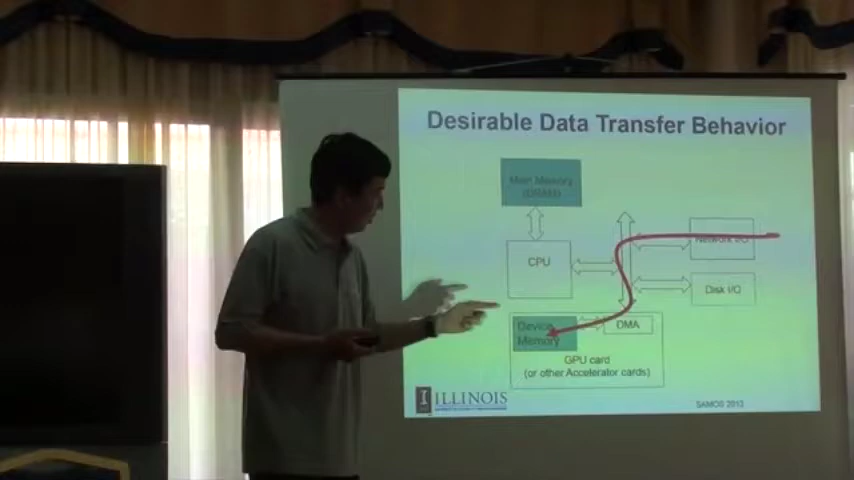 Desirable Data Transfer Behavior
Main Memory
(DRAM)
Network I/O
CPU
Disk I/O
Device
Memory
DMA
GPU card
(or other Accelerator cards)
I ILLINOIS
SAMOS 2013